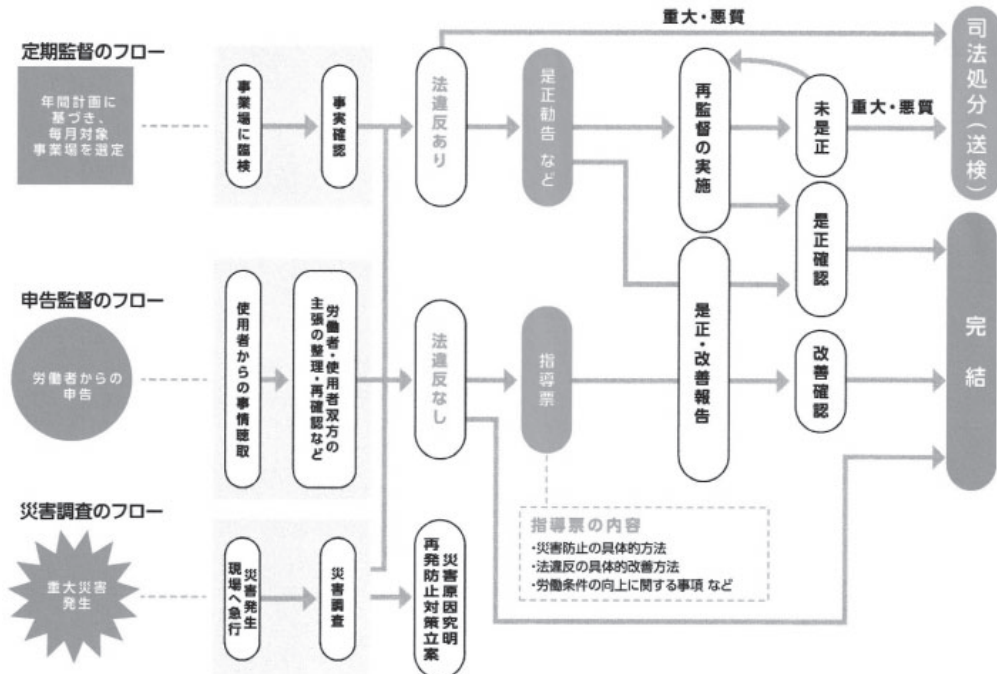 重大・悪質
定期監督のフロー
年間計画に
基づき、
毎月対象
事業場を選定
事業場に臨検
事実確認
法違反あり
是正勧告 など
再監督の実施
未是正
重大・悪質
司法処分(送検)
是正確認
申告監督のフロー
労働者からの
申告
使用者からの事情聴取
労働者・使用者双方の
主張の整理・再確認など
法違反なし
指導票
是正・改善報告
改善確認
完結
災害調査のフロー
重大災害
発生
災害発生
現場へ急行
災害調査
災害原因究明
再発防止対策立案
指導票の内容
・災害防止の具体的方法
・法違反の具体的改善方法
・労働条件の向上に関する事項 など